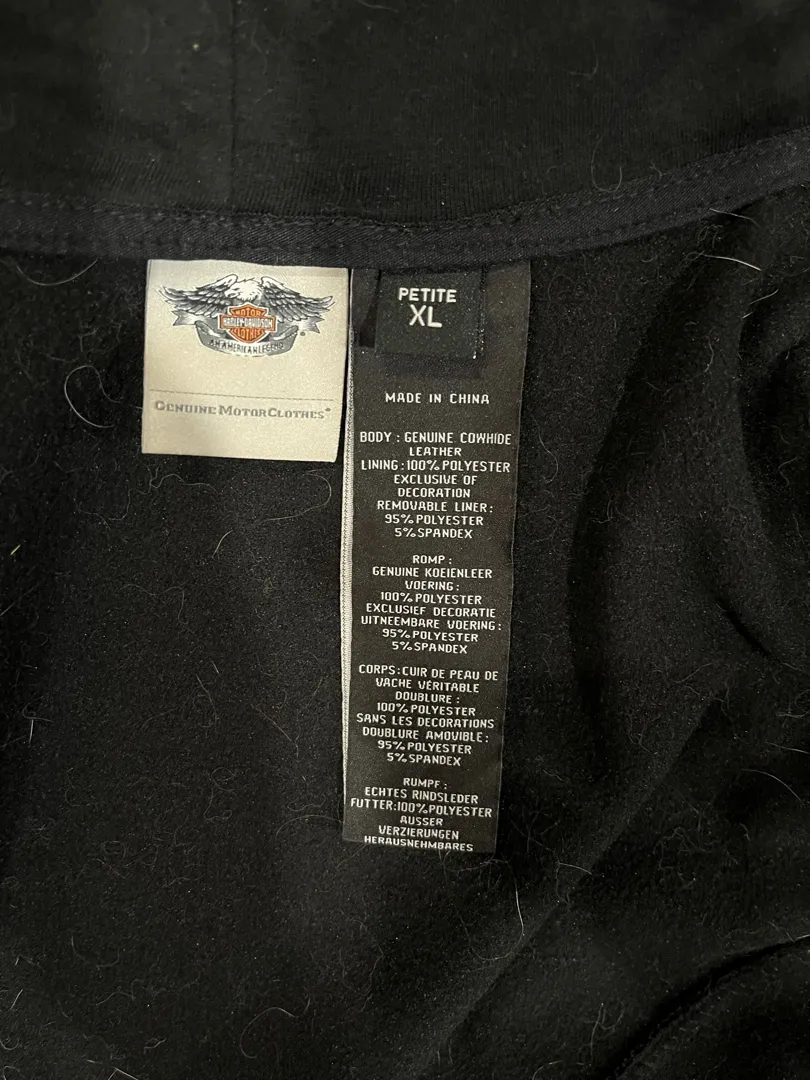 MOTOR
HARLEY-DAVIDSON
CLOTHES
AN AMERICAN LEGEND
GENUINE MOTORCLOTHES®
PETITE
XL
MADE IN CHINA
BODY : GENUINE COWHIDE
LEATHER
LINING:100% POLYESTER
EXCLUSIVE OF
DECORATION
REMOVABLE LINER:
95% POLYESTER
5% SPANDEX
ROMP :
GENUINE KOEIENLEER
VOERING :
100% POLYESTER
EXCLUSIEF DECORATIE
UITNEEMBARE VOERING :
95% POLYESTER
5% SPANDEX
CORPS:CUIR DE PEAU DE
VACHE VÉRITABLE
DOUBLURE :
100% POLYESTER
SANS LES DECORATIONS
DOUBLURE AMOVIBLE:
95% POLYESTER
5% SPANDEX
RUMPF :
ECHTES RINDSLEDER
FUTTER:100% POLYESTER
AUSSER
VERZIERUNGEN
HERAUSNEHMBARES